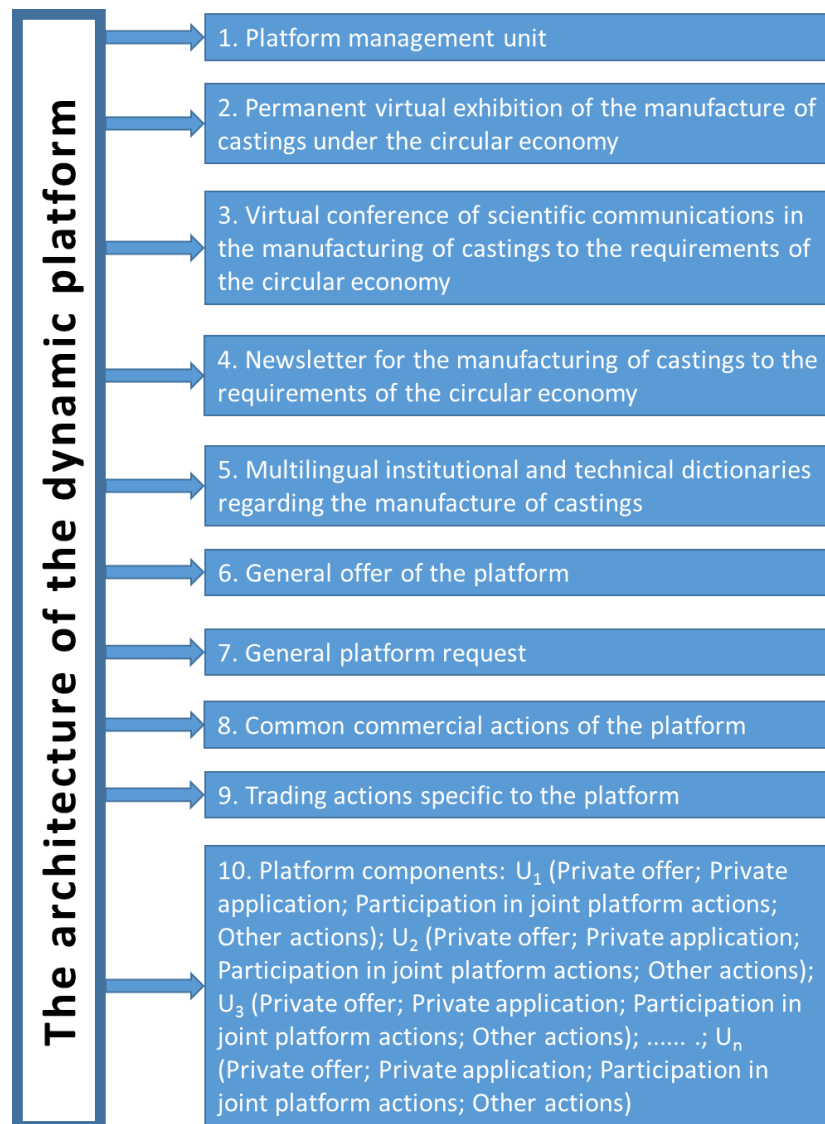 The architecture of the dynamic platform
1. Platform management unit
2. Permanent virtual exhibition of the manufacture of
castings under the circular economy
3. Virtual conference of scientific communications in
the manufacturing of castings to the requirements of
the circular economy
4. Newsletter for the manufacturing of castings to the
requirements of the circular economy
5. Multilingual institutional and technical dictionaries
regarding the manufacture of castings
6. General offer of the platform
7. General platform request
8. Common commercial actions of the platform
9. Trading actions specific to the platform
10. Platform components: U₁ (Private offer; Private
application; Participation in joint platform actions;
Other actions); U₂ (Private offer; Private application;
Participation in joint platform actions; Other actions);
U₃ (Private offer; Private application; Participation in
joint platform actions; Other actions); ...... .; Uₙ
(Private offer; Private application; Participation in
joint platform actions; Other actions)